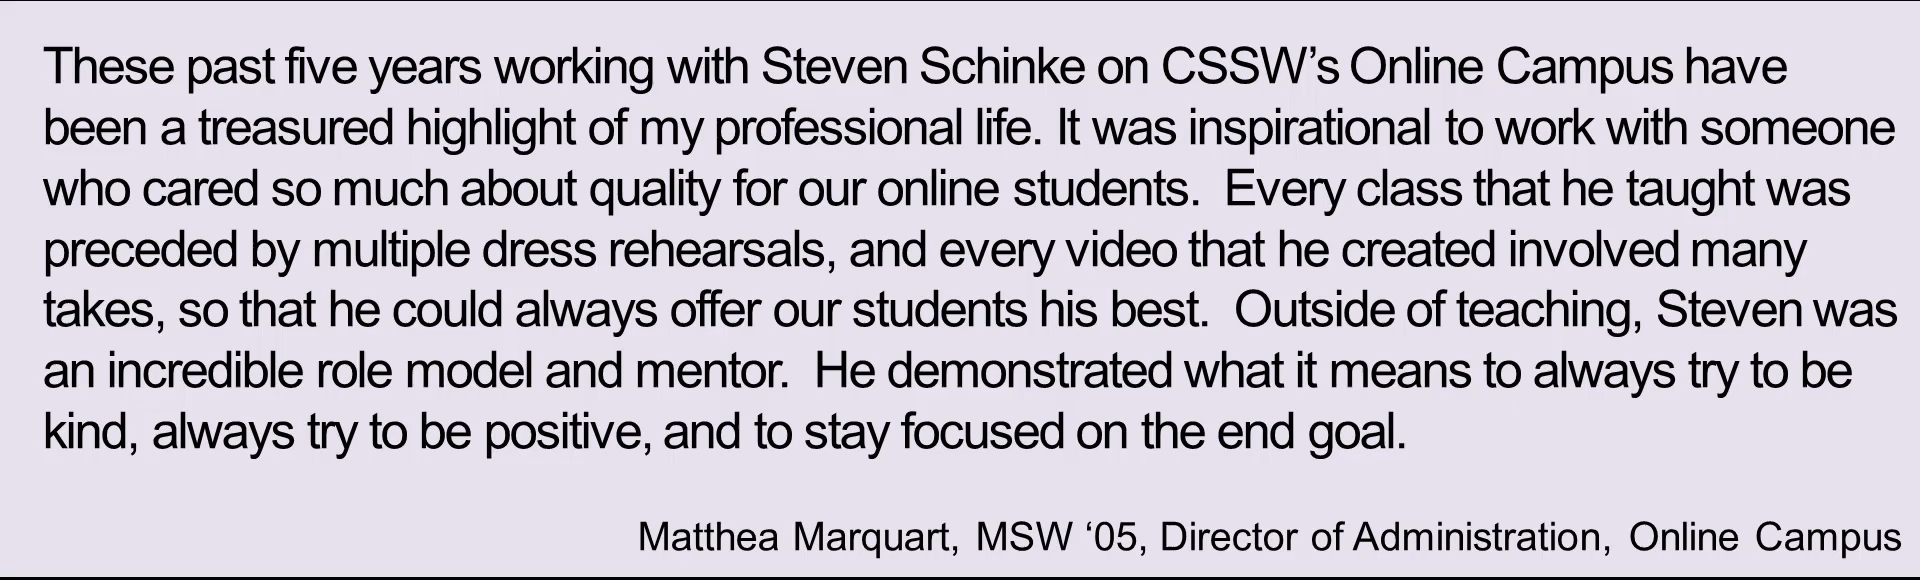 These past five years working with Steven Schinke on CSSW’s Online Campus have
been a treasured highlight of my professional life. It was inspirational to work with someone
who cared so much about quality for our online students.  Every class that he taught was
preceded by multiple dress rehearsals, and every video that he created involved many
takes, so that he could always offer our students his best.  Outside of teaching, Steven was
an incredible role model and mentor.  He demonstrated what it means to always try to be
kind, always try to be positive, and to stay focused on the end goal.
Matthea Marquart, MSW ‘05, Director of Administration, Online Campus